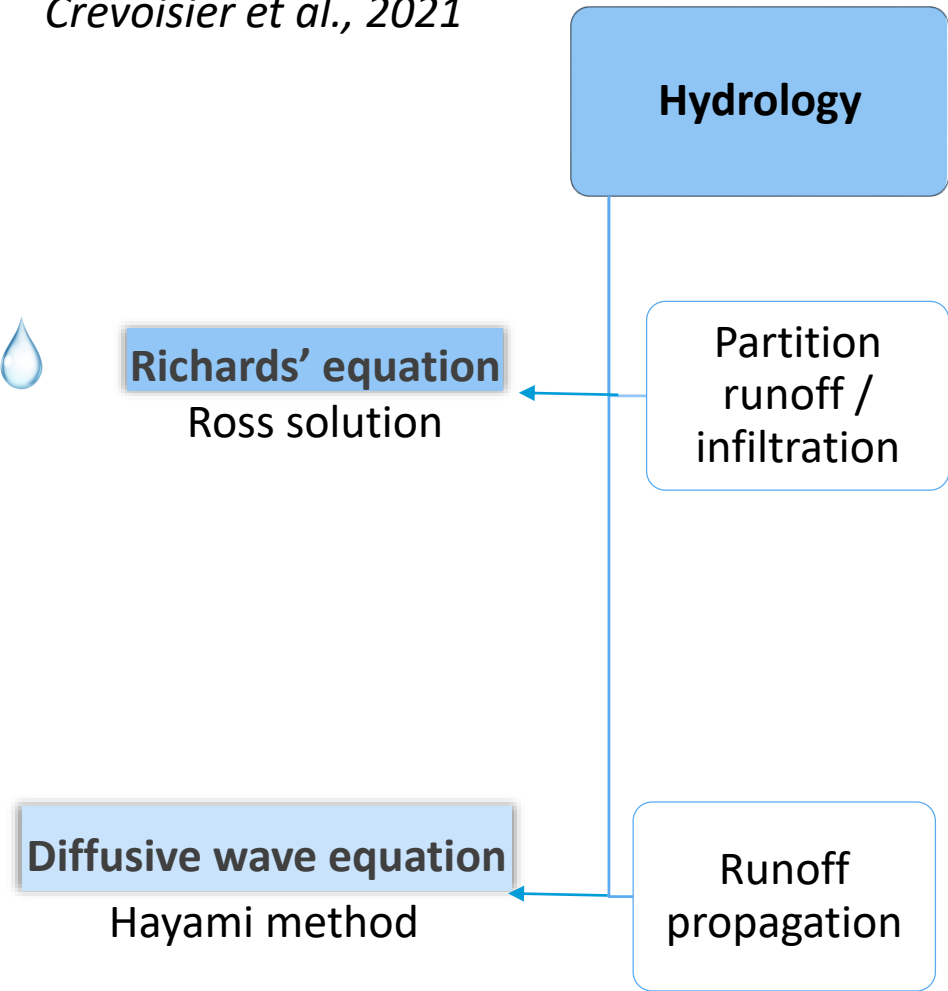 Crevoisier et al., 2021
Hydrology
Richards’ equation
Ross solution
Partition
runoff /
infiltration
Diffusive wave equation
Hayami method
Runoff
propagation